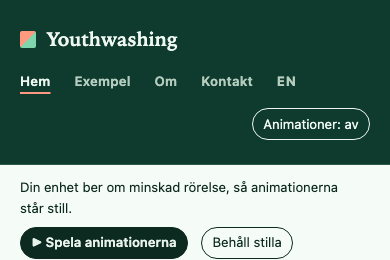 Youthwashing
Hem Exempel Om Kontakt EN
Animationer: av
Din enhet ber om minskad rörelse, så animationerna
står still.
Spela animationerna Behåll stilla